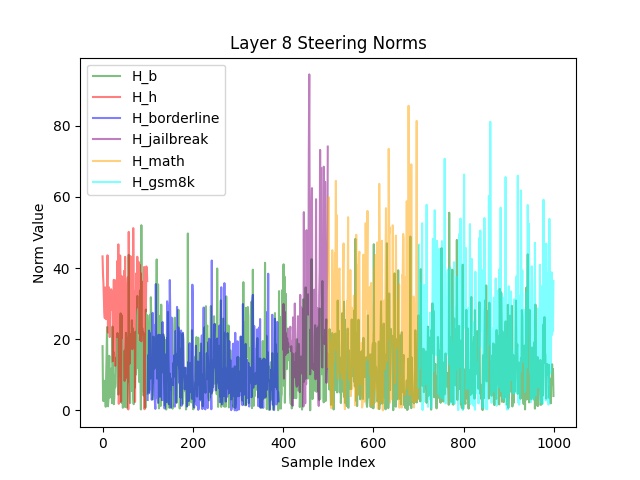 Layer 8 Steering Norms
H_b
H_h
H_borderline
H_jailbreak
H_math
H_gsm8k
Norm Value
80
60
40
20
0
0 200 400 600 800 1000
Sample Index